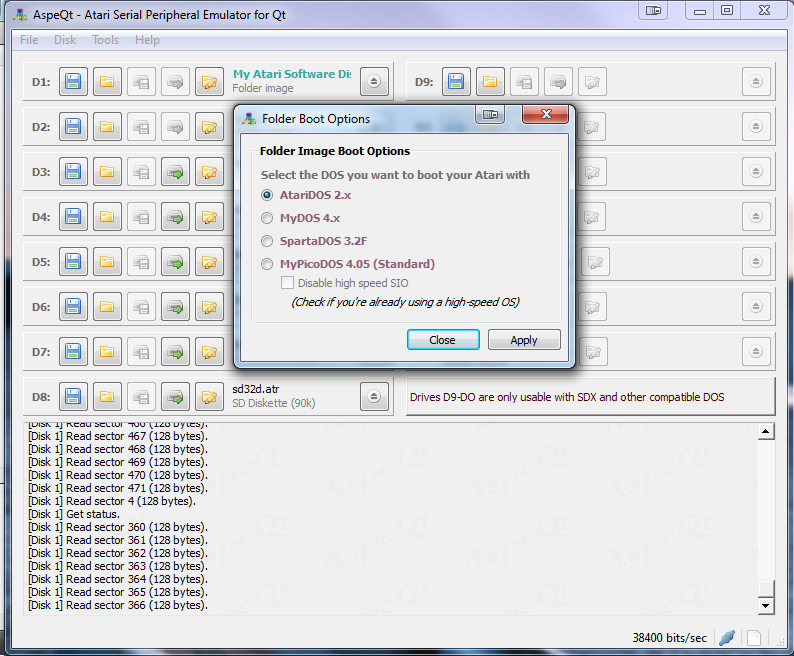 AspeQt - Atari Serial Peripheral Emulator for Qt
File Disk Tools Help
D1: My Atari Software Di
Folder image
D9:
D2:
D3:
D4:
D5:
D6:
D7:
D8: sd32d.atr
SD Diskette (90k)
Drives D9-DO are only usable with SDX and other compatible DOS
Folder Boot Options
Folder Image Boot Options
Select the DOS you want to boot your Atari with
AtariDOS 2.x
MyDOS 4.x
SpartaDOS 3.2F
MyPicoDOS 4.05 (Standard)
Disable high speed SIO
(Check if you're already using a high-speed OS)
Close Apply
[Disk 1] Read sector 466 (128 bytes).
[Disk 1] Read sector 467 (128 bytes).
[Disk 1] Read sector 468 (128 bytes).
[Disk 1] Read sector 469 (128 bytes).
[Disk 1] Read sector 470 (128 bytes).
[Disk 1] Read sector 471 (128 bytes).
[Disk 1] Read sector 4 (128 bytes).
[Disk 1] Get status.
[Disk 1] Read sector 360 (128 bytes).
[Disk 1] Read sector 361 (128 bytes).
[Disk 1] Read sector 362 (128 bytes).
[Disk 1] Read sector 363 (128 bytes).
[Disk 1] Read sector 364 (128 bytes).
[Disk 1] Read sector 365 (128 bytes).
[Disk 1] Read sector 366 (128 bytes).
38400 bits/sec